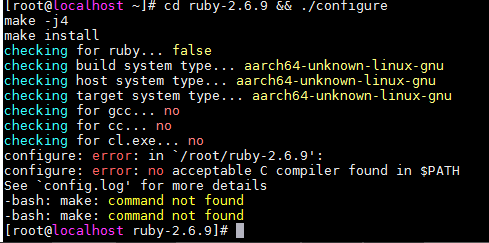 [root@localhost ~]# cd ruby-2.6.9 && ./configure
make -j4
make install
checking for ruby... false
checking build system type... aarch64-unknown-linux-gnu
checking host system type... aarch64-unknown-linux-gnu
checking target system type... aarch64-unknown-linux-gnu
checking for gcc... no
checking for cc... no
checking for cl.exe... no
configure: error: in `/root/ruby-2.6.9':
configure: error: no acceptable C compiler found in $PATH
See `config.log' for more details
-bash: make: command not found
-bash: make: command not found
[root@localhost ruby-2.6.9]#